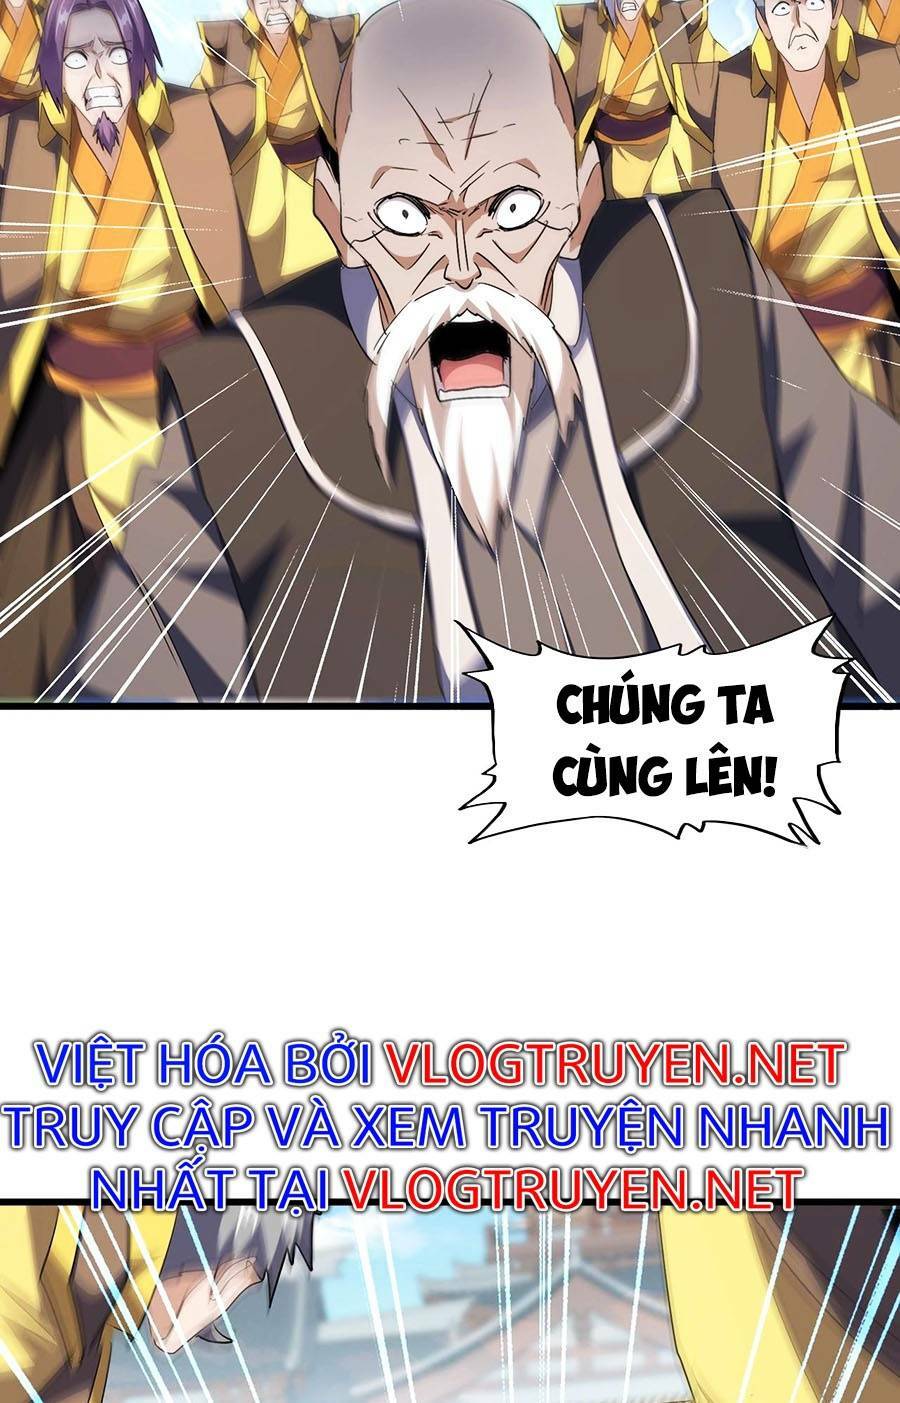 CHÚNG TA
CÙNG LÊN!
VIỆT HÓA BỞI VLOGTRUYEN.NET
TRUY CẬP VÀ XEM TRUYỆN NHANH
NHẤT TẠI VLOGTRUYEN.NET